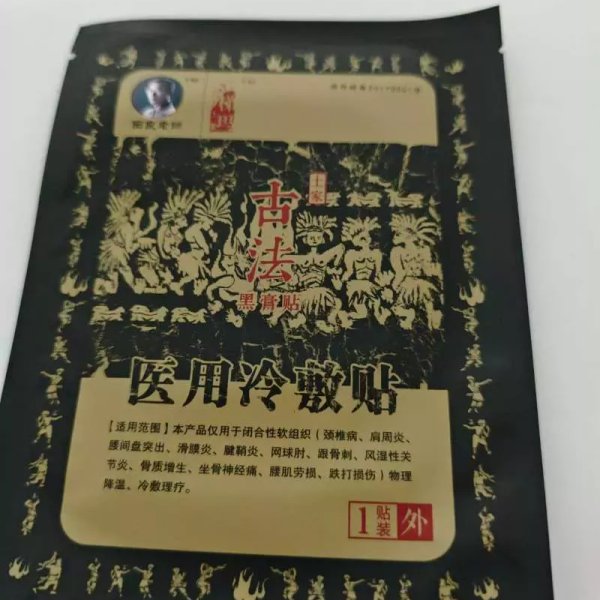 土家
古法
黑膏贴
医用冷敷贴
【适用范围】本产品仅用于闭合性软组织（颈椎病、肩周炎、
腰间盘突出、滑膜炎、腱鞘炎、网球肘、跟骨刺、风湿性关
节炎、骨质增生、坐骨神经痛、腰肌劳损、跌打损伤）物理
降温、冷敷理疗。
1贴装 外